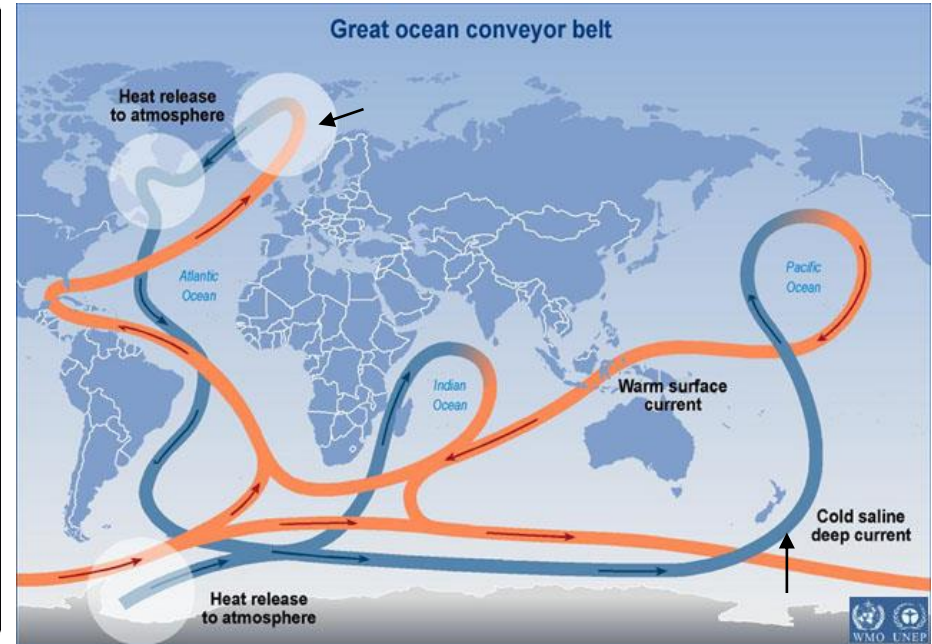 Great ocean conveyor belt
Heat release
to atmosphere
Atlantic
Ocean
Pacific
Ocean
Indian
Ocean
Warm surface
current
Cold saline
deep current
Heat release
to atmosphere
WMO UNEP